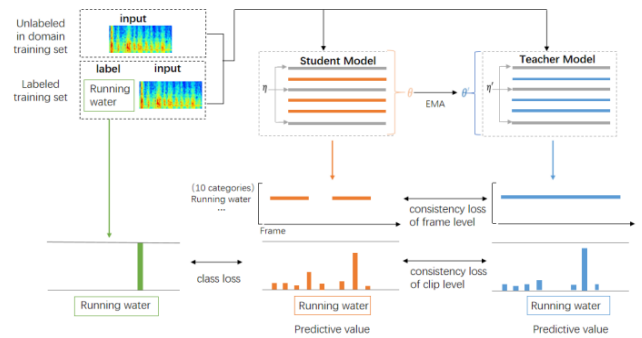 Unlabeled
in domain
training set
input
label
input
Labeled
training set
Running
water
Student Model
η
θ
EMA
Teacher Model
η'
θ'
(10 categories)
Running water
...
Frame
consistency loss
of frame level
class loss
consistency loss
of clip level
Running water
Running water
Running water
Predictive value
Predictive value